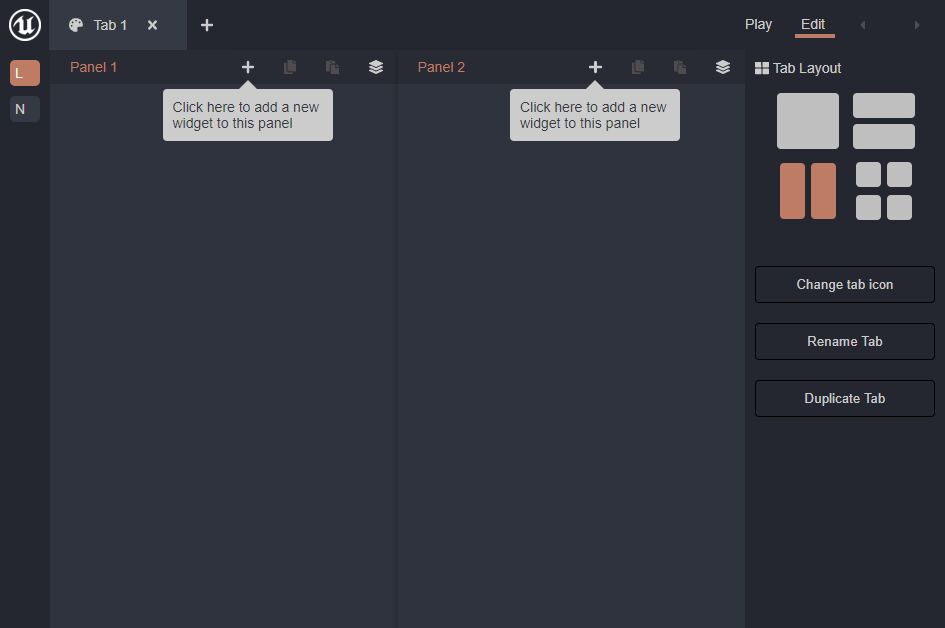 Tab 1
Play
Edit
L
N
Panel 1
Click here to add a new
widget to this panel
Panel 2
Click here to add a new
widget to this panel
Tab Layout
Change tab icon
Rename Tab
Duplicate Tab